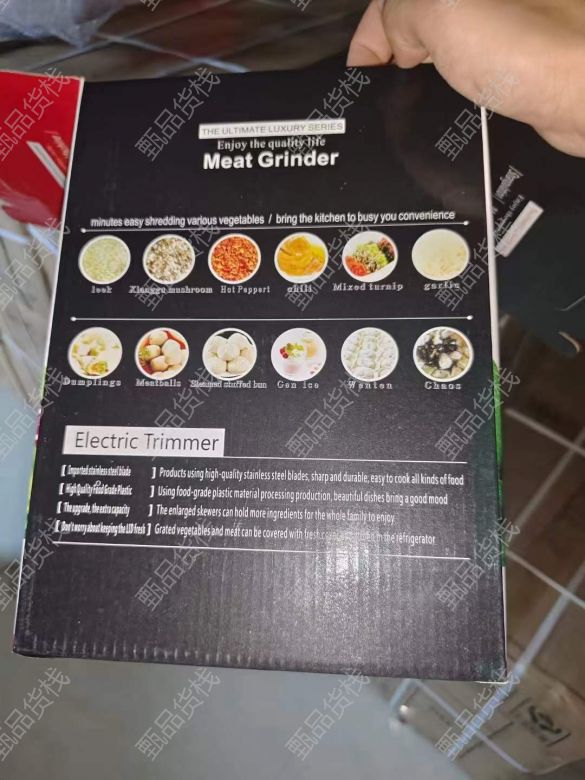 THE ULTIMATE LUXURY SERIES
Enjoy the quality life
Meat Grinder
minutes easy shredding various vegetables / bring the kitchen to busy you convenience
leek Xianggu mushroom Hot Pepperl chili Mixed turnip garlic
Dumplings Meatballs Steamed stuffed bun Gon ice Wonton Chaos
Electric Trimmer
[ Imported stainless steel blade ] Products using high-quality stainless steel blades, sharp and durable, easy to cook all kinds of food
[ High Quality Food Grade Plastic ] Using food-grade plastic material processing production, beautiful dishes bring a good mood
[ The upgrade, the extra capacity ] The enlarged skewers can hold more ingredients for the whole family to enjoy
[ Don't worry about keeping the LID fresh ] Grated vegetables and meat can be covered with fresh in the refrigerator
甄品货栈